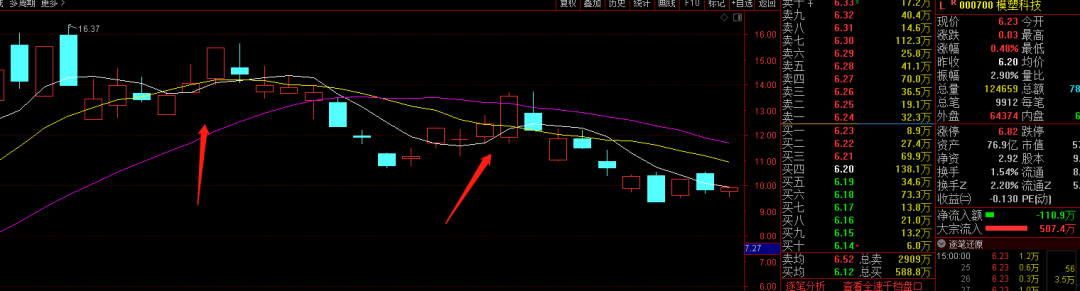 更多>
复权 叠加 历史 统计 画线 F10 标记 +自选 返回
16.37
16.00
15.00
14.00
13.00
12.00
11.00
10.00
9.00
8.00
7.27
7.00
6.00
卖十 6.33 17.2万
卖九 6.32 40.4万
卖八 6.31 14.6万
卖七 6.30 112.3万
卖六 6.29 25.8万
卖五 6.28 41.1万
卖四 6.27 70.0万
卖三 6.26 36.5万
卖二 6.25 19.1万
卖一 6.24 32.3万
买一 6.23 8.9万
买二 6.22 27.4万
买三 6.21 69.9万
买四 6.20 138.1万
买五 6.19 34.6万
买六 6.18 73.3万
买七 6.17 13.8万
买八 6.16 21.0万
买九 6.15 13.2万
买十 6.14 6.0万
卖均 6.52 总卖 2909万
买均 6.12 总买 588.8万
逐笔分析 查看全速千档盘口
L R 000700 模塑科技
现价 6.23 今开
涨跌 0.03 最高
涨幅 0.48% 最低
昨收 6.20 均价
振幅 2.90% 量比
总量 124659 总额 78
总笔 9912 每笔
外盘 64374 内盘 6
涨停 6.82 跌停
资产 76.9亿 市值 5
净资 2.92 股本 9
换手 1.54% 流通 8
换手Z 2.20% 流通Z 5
收益㈡ -0.130 PE(动)
净流入额 -110.9万
大宗流入 507.4万
逐笔还原
15:00:00 6.23 1.2万
25 6.23 0.6万 56
26 6.23 0.3万 3.5万
27 6.23 1.0万